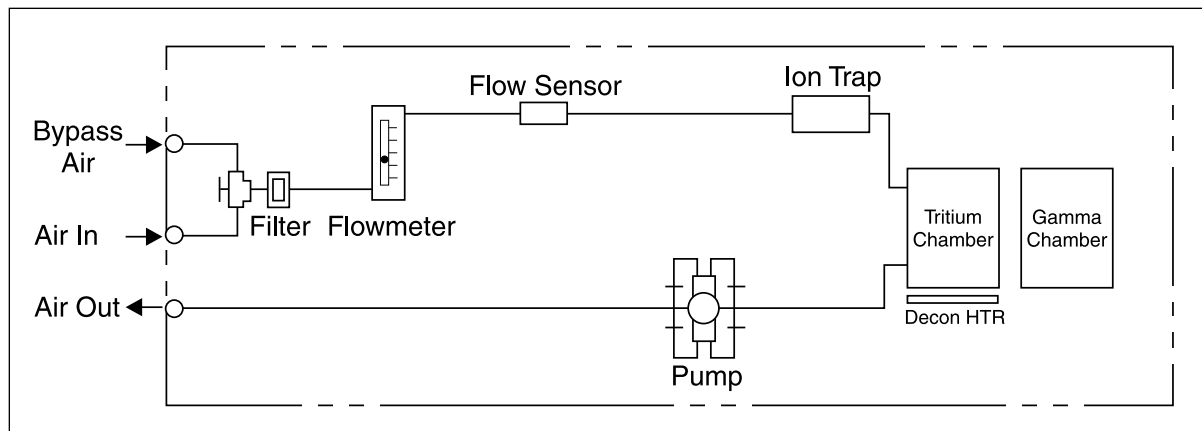 Flow Sensor
Ion Trap
Bypass
Air
Filter
Flowmeter
Air In
Tritium
Chamber
Gamma
Chamber
Air Out
Decon HTR
Pump